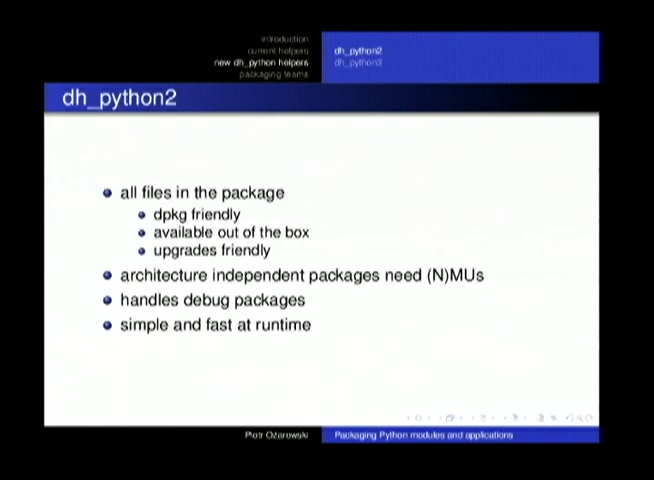 introduction
current helpers
new dh_python helpers
packaging teams
dh_python2
dh_python3
dh_python2
all files in the package
dpkg friendly
available out of the box
upgrades friendly
architecture independent packages need (N)MUs
handles debug packages
simple and fast at runtime
Piotr Ożarowski
Packaging Python modules and applications